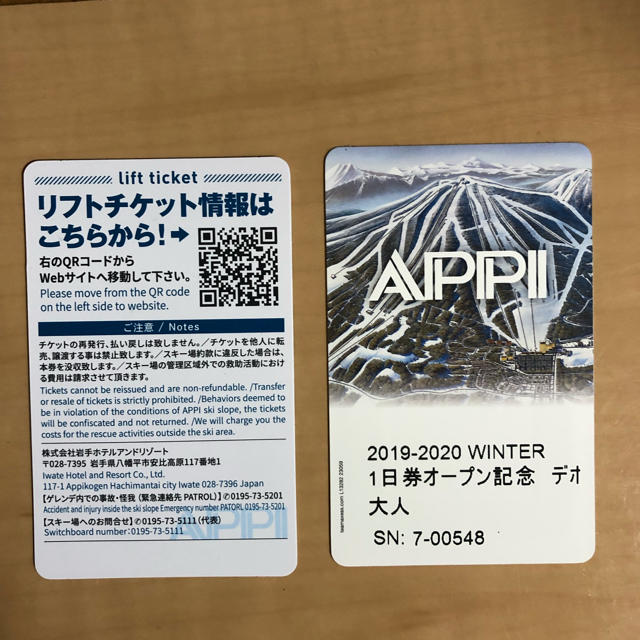 lift ticket
リフトチケット情報は
こちらから!→
右のQRコードから
Webサイトへ移動して下さい。
Please move from the QR code
on the left side to website.
ご注意 / Notes
チケットの再発行、払い戻しは致しません。／チケットを他人に転
売、譲渡する事は禁止致します。／スキー場約款に違反した場合は、
本券を没収致します。／スキー場の管理区域外での救助活動におけ
る費用は請求させて頂きます。
Tickets cannot be reissued and are non-refundable. /Transfer
or resale of tickets is strictly prohibited. /Behaviors deemed to
be in violation of the conditions of APPI ski slope, the tickets
will be confiscated and not returned. /We will charge you the
costs for the rescue activities outside the ski area.
株式会社岩手ホテルアンドリゾート
〒028-7395 岩手県八幡平市安比高原117番地1
Iwate Hotel and Resort Co., Ltd.
117-1 Appikogen Hachimantai city Iwate 028-7396 Japan
【ゲレンデ内での事故・怪我（緊急連絡先 PATROL）】✆0195-73-5201
Accident and injury inside the ski slope Emergency number PATORL 0195-73-5201
【スキー場へのお問合せ】✆0195-73-5111（代表）
Switchboard number:0195-73-5111
APPI
APPI
2019-2020 WINTER
1日券オープン記念 デオ
大人
SN: 7-00548
teamaxess.com L13282 23009